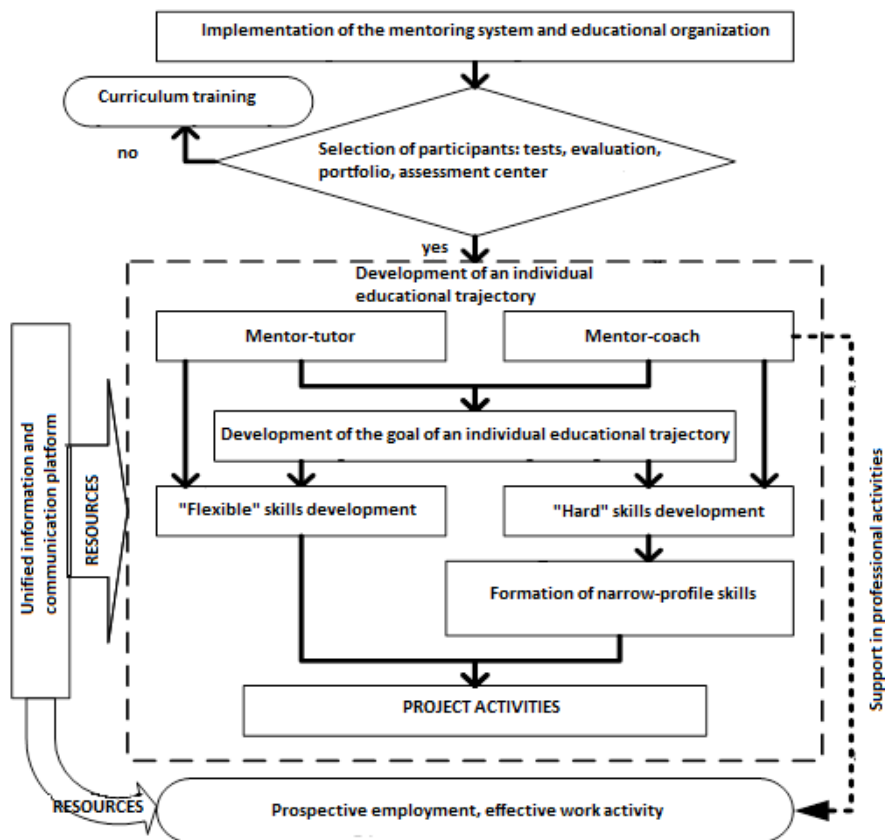 Implementation of the mentoring system and educational organization
Curriculum training
no
Selection of participants: tests, evaluation,
portfolio, assessment center
yes
Development of an individual
educational trajectory
Mentor-tutor
Mentor-coach
Development of the goal of an individual educational trajectory
"Flexible" skills development
"Hard" skills development
Formation of narrow-profile skills
PROJECT ACTIVITIES
Unified information and
communication platform
RESOURCES
Support in professional activities
RESOURCES
Prospective employment, effective work activity